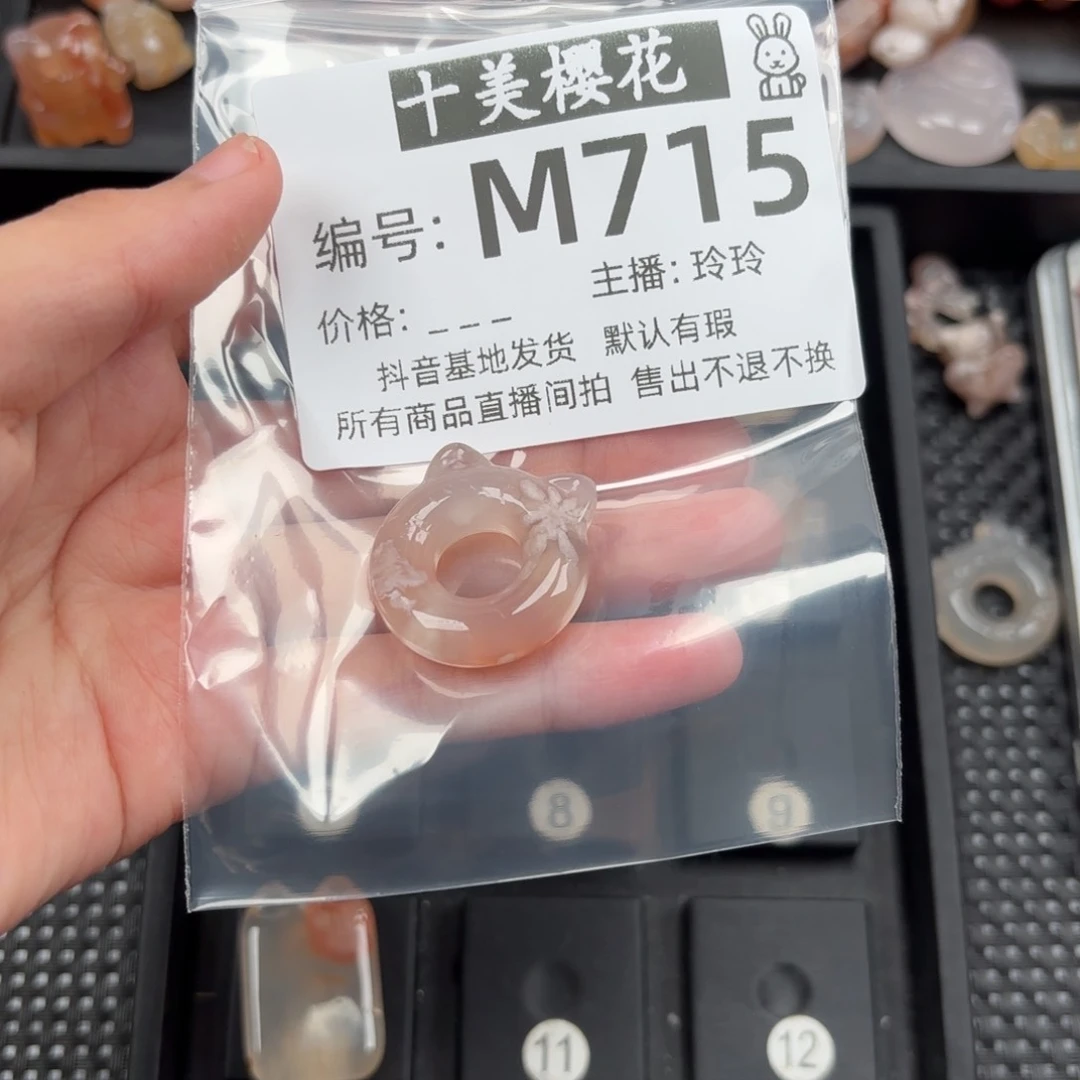 十美樱花
编号: M715
价格: _ _ _ 主播: 玲玲
抖音基地发货 默认有瑕
所有商品直播间拍 售出不退不换
8
9
11
12